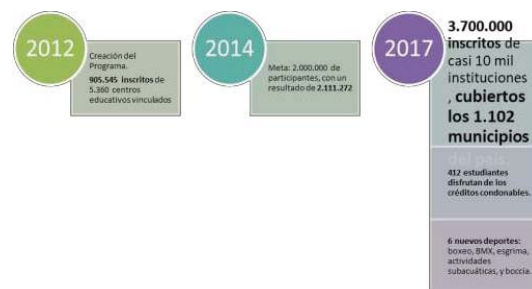 2012
Creación del
Programa.
905.545 inscritos de
5.360 centros
educativos vinculados
2014
Meta: 2.000.000 de
participantes, con un
resultado de 2.111.272
2017
3.700.000
inscritos de
casi 10 mil
instituciones
, cubiertos
los 1.102
municipios
del país.
412 estudiantes
disfrutan de los
créditos condonables.
6 nuevos deportes:
boxeo, BMX, esgrima,
actividades
subacuáticas, y boccia.